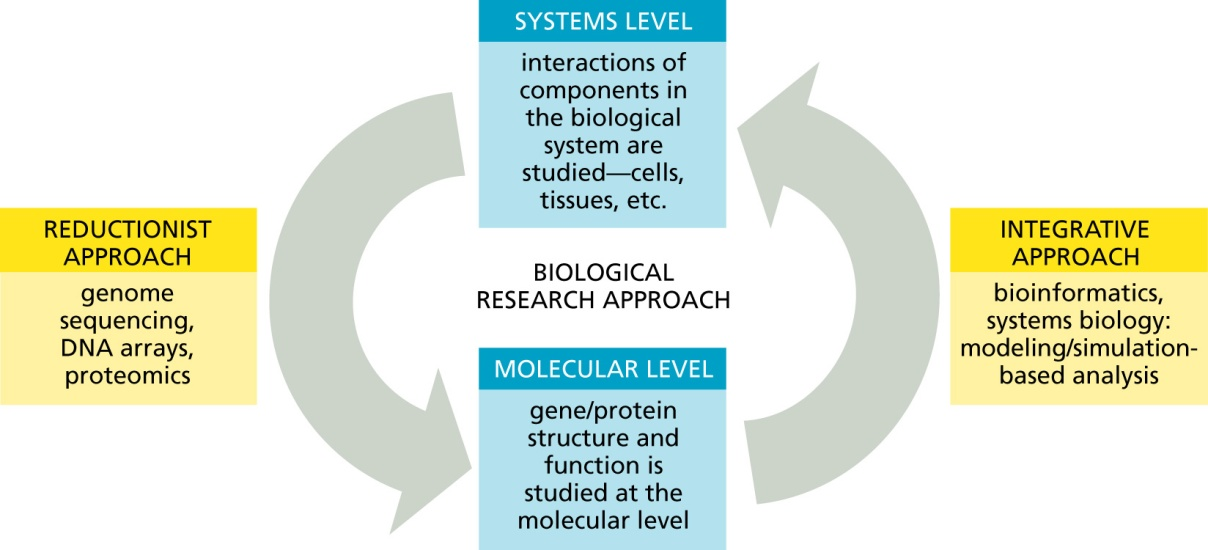 SYSTEMS LEVEL
interactions of
components in
the biological
system are
studied—cells,
tissues, etc.
REDUCTIONIST
APPROACH
genome
sequencing,
DNA arrays,
proteomics
BIOLOGICAL
RESEARCH APPROACH
INTEGRATIVE
APPROACH
bioinformatics,
systems biology:
modeling/simulation-
based analysis
MOLECULAR LEVEL
gene/protein
structure and
function is
studied at the
molecular level